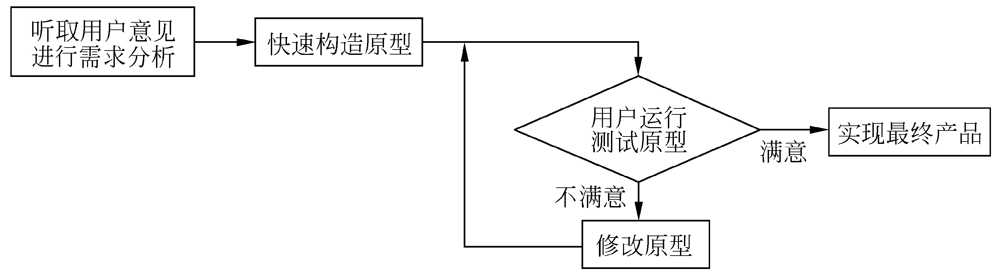 听取用户意见
进行需求分析
快速构造原型
用户运行
测试原型
满意
实现最终产品
不满意
修改原型